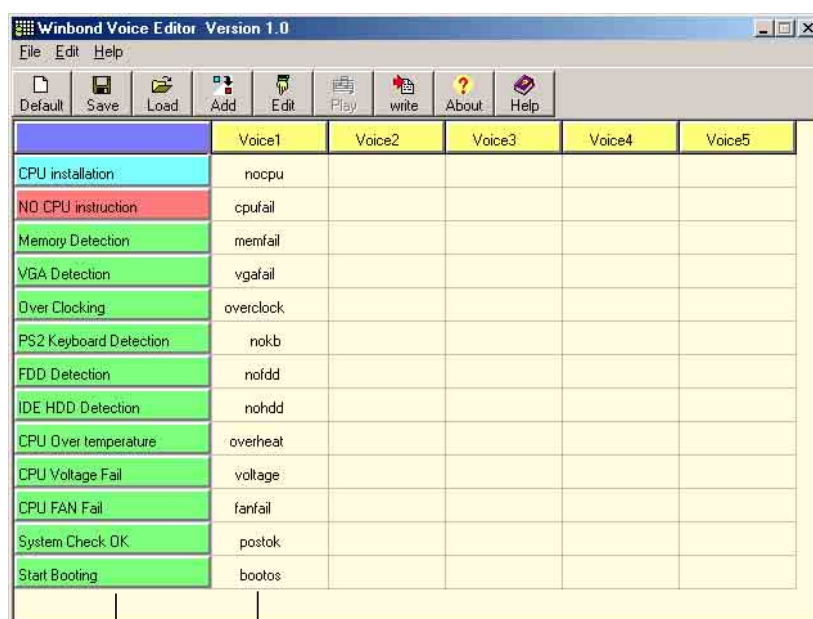 Winbond Voice Editor Version 1.0
File Edit Help
Default Save Load Add Edit Play write About Help
Voice1 Voice2 Voice3 Voice4 Voice5
CPU installation nocpu
NO CPU instruction cpufail
Memory Detection memfail
VGA Detection vgafail
Over Clocking overclock
PS2 Keyboard Detection nokb
FDD Detection nofdd
IDE HDD Detection nohdd
CPU Over temperature overheat
CPU Voltage Fail voltage
CPU FAN Fail fanfail
System Check OK postok
Start Booting bootos